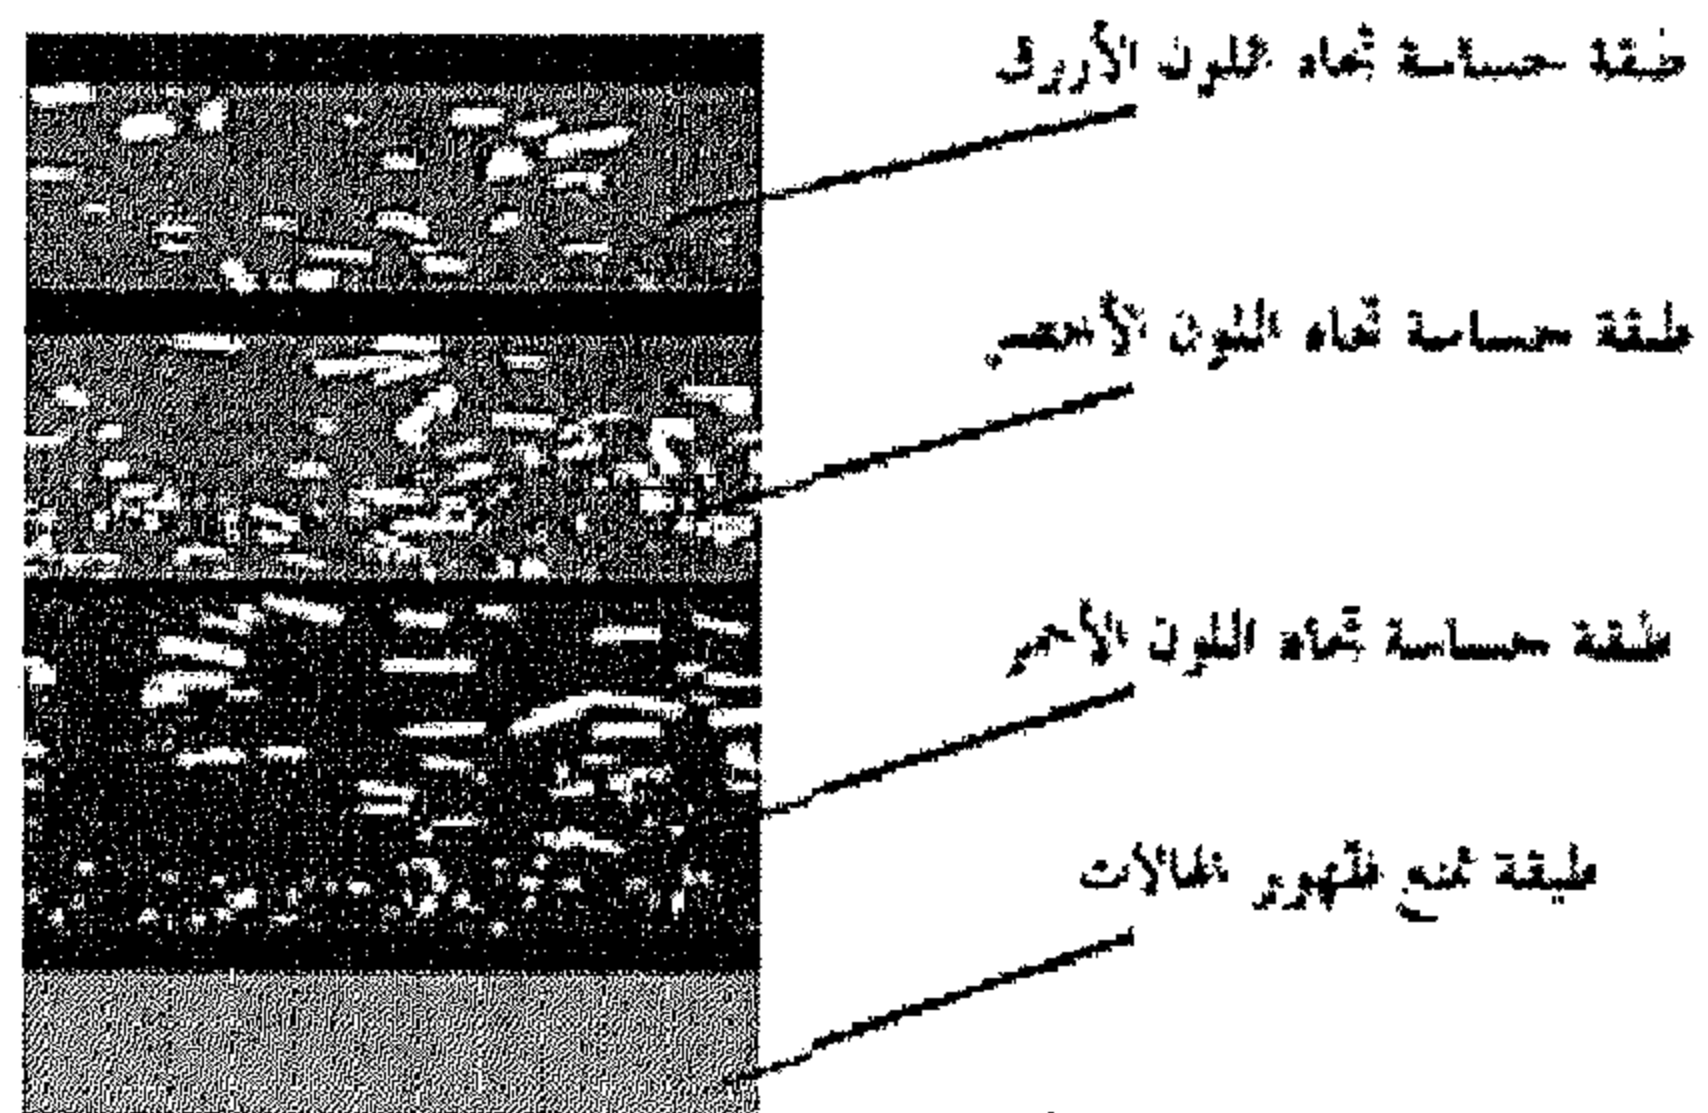 طبقة حساسة تجاه اللون الأزرق
طبقة حساسة تجاه اللون الأخضر
طبقة حساسة تجاه اللون الأحمر
طبقة تمنع ظهور الهالات